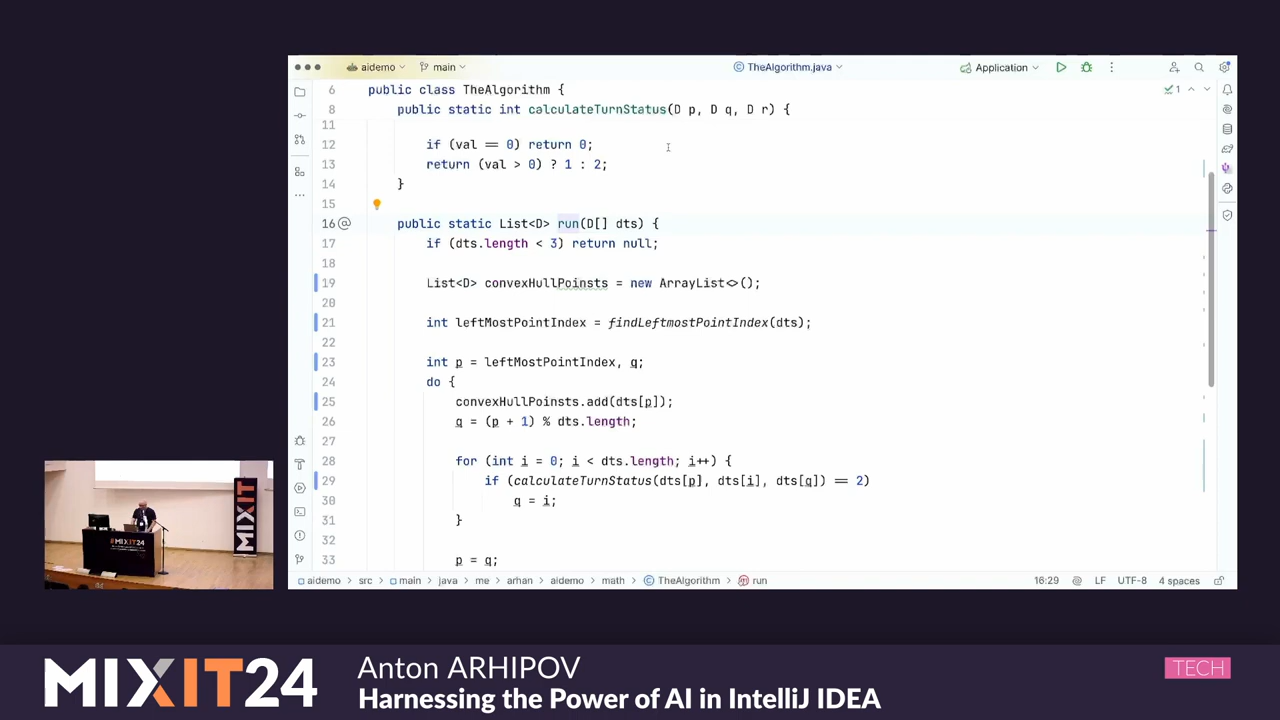 aidemo main TheAlgorithm.java Application
6 public class TheAlgorithm { 1
8 public static int calculateTurnStatus(D p, D q, D r) {
11
12 if (val == 0) return 0;
13 return (val > 0) ? 1 : 2;
14 }
15
16 public static List<D> run(D[] dts) {
17 if (dts.length < 3) return null;
18
19 List<D> convexHullPoinsts = new ArrayList<>();
20
21 int leftMostPointIndex = findLeftmostPointIndex(dts);
22
23 int p = leftMostPointIndex, q;
24 do {
25 convexHullPoinsts.add(dts[p]);
26 q = (p + 1) % dts.length;
27
28 for (int i = 0; i < dts.length; i++) {
29 if (calculateTurnStatus(dts[p], dts[i], dts[q]) == 2)
30 q = i;
31 }
32
33 p = q;
aidemo > src > main > java > me > arhan > aidemo > math > TheAlgorithm > run 16:29 LF UTF-8 4 spaces
MIXIT
#MIXIT24
MIXIT24
Anton ARHIPOV
Harnessing the Power of AI in IntelliJ IDEA
TECH